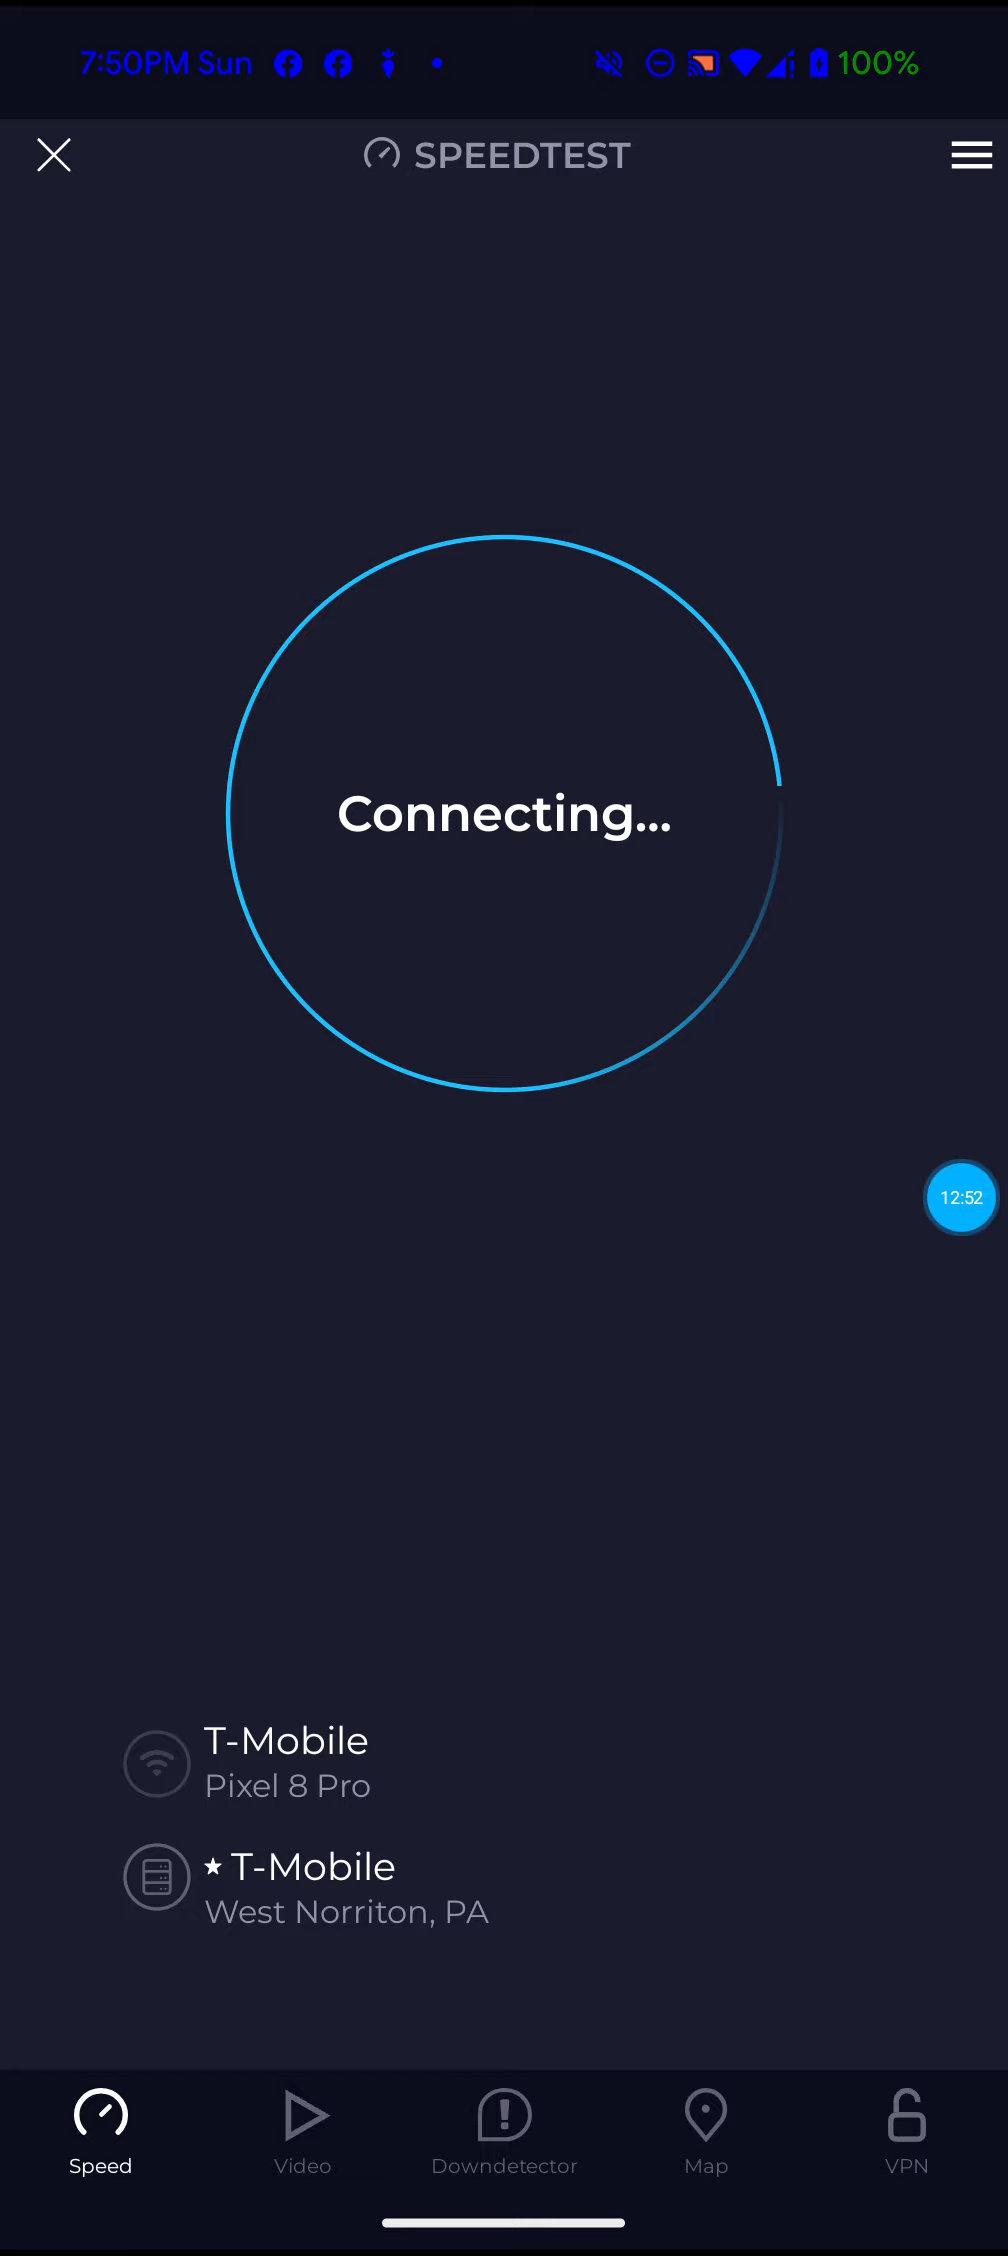 7:50PM Sun
100%
SPEEDTEST
Connecting...
12:52
T-Mobile
Pixel 8 Pro
T-Mobile
West Norriton, PA
Speed
Video
Downdetector
Map
VPN